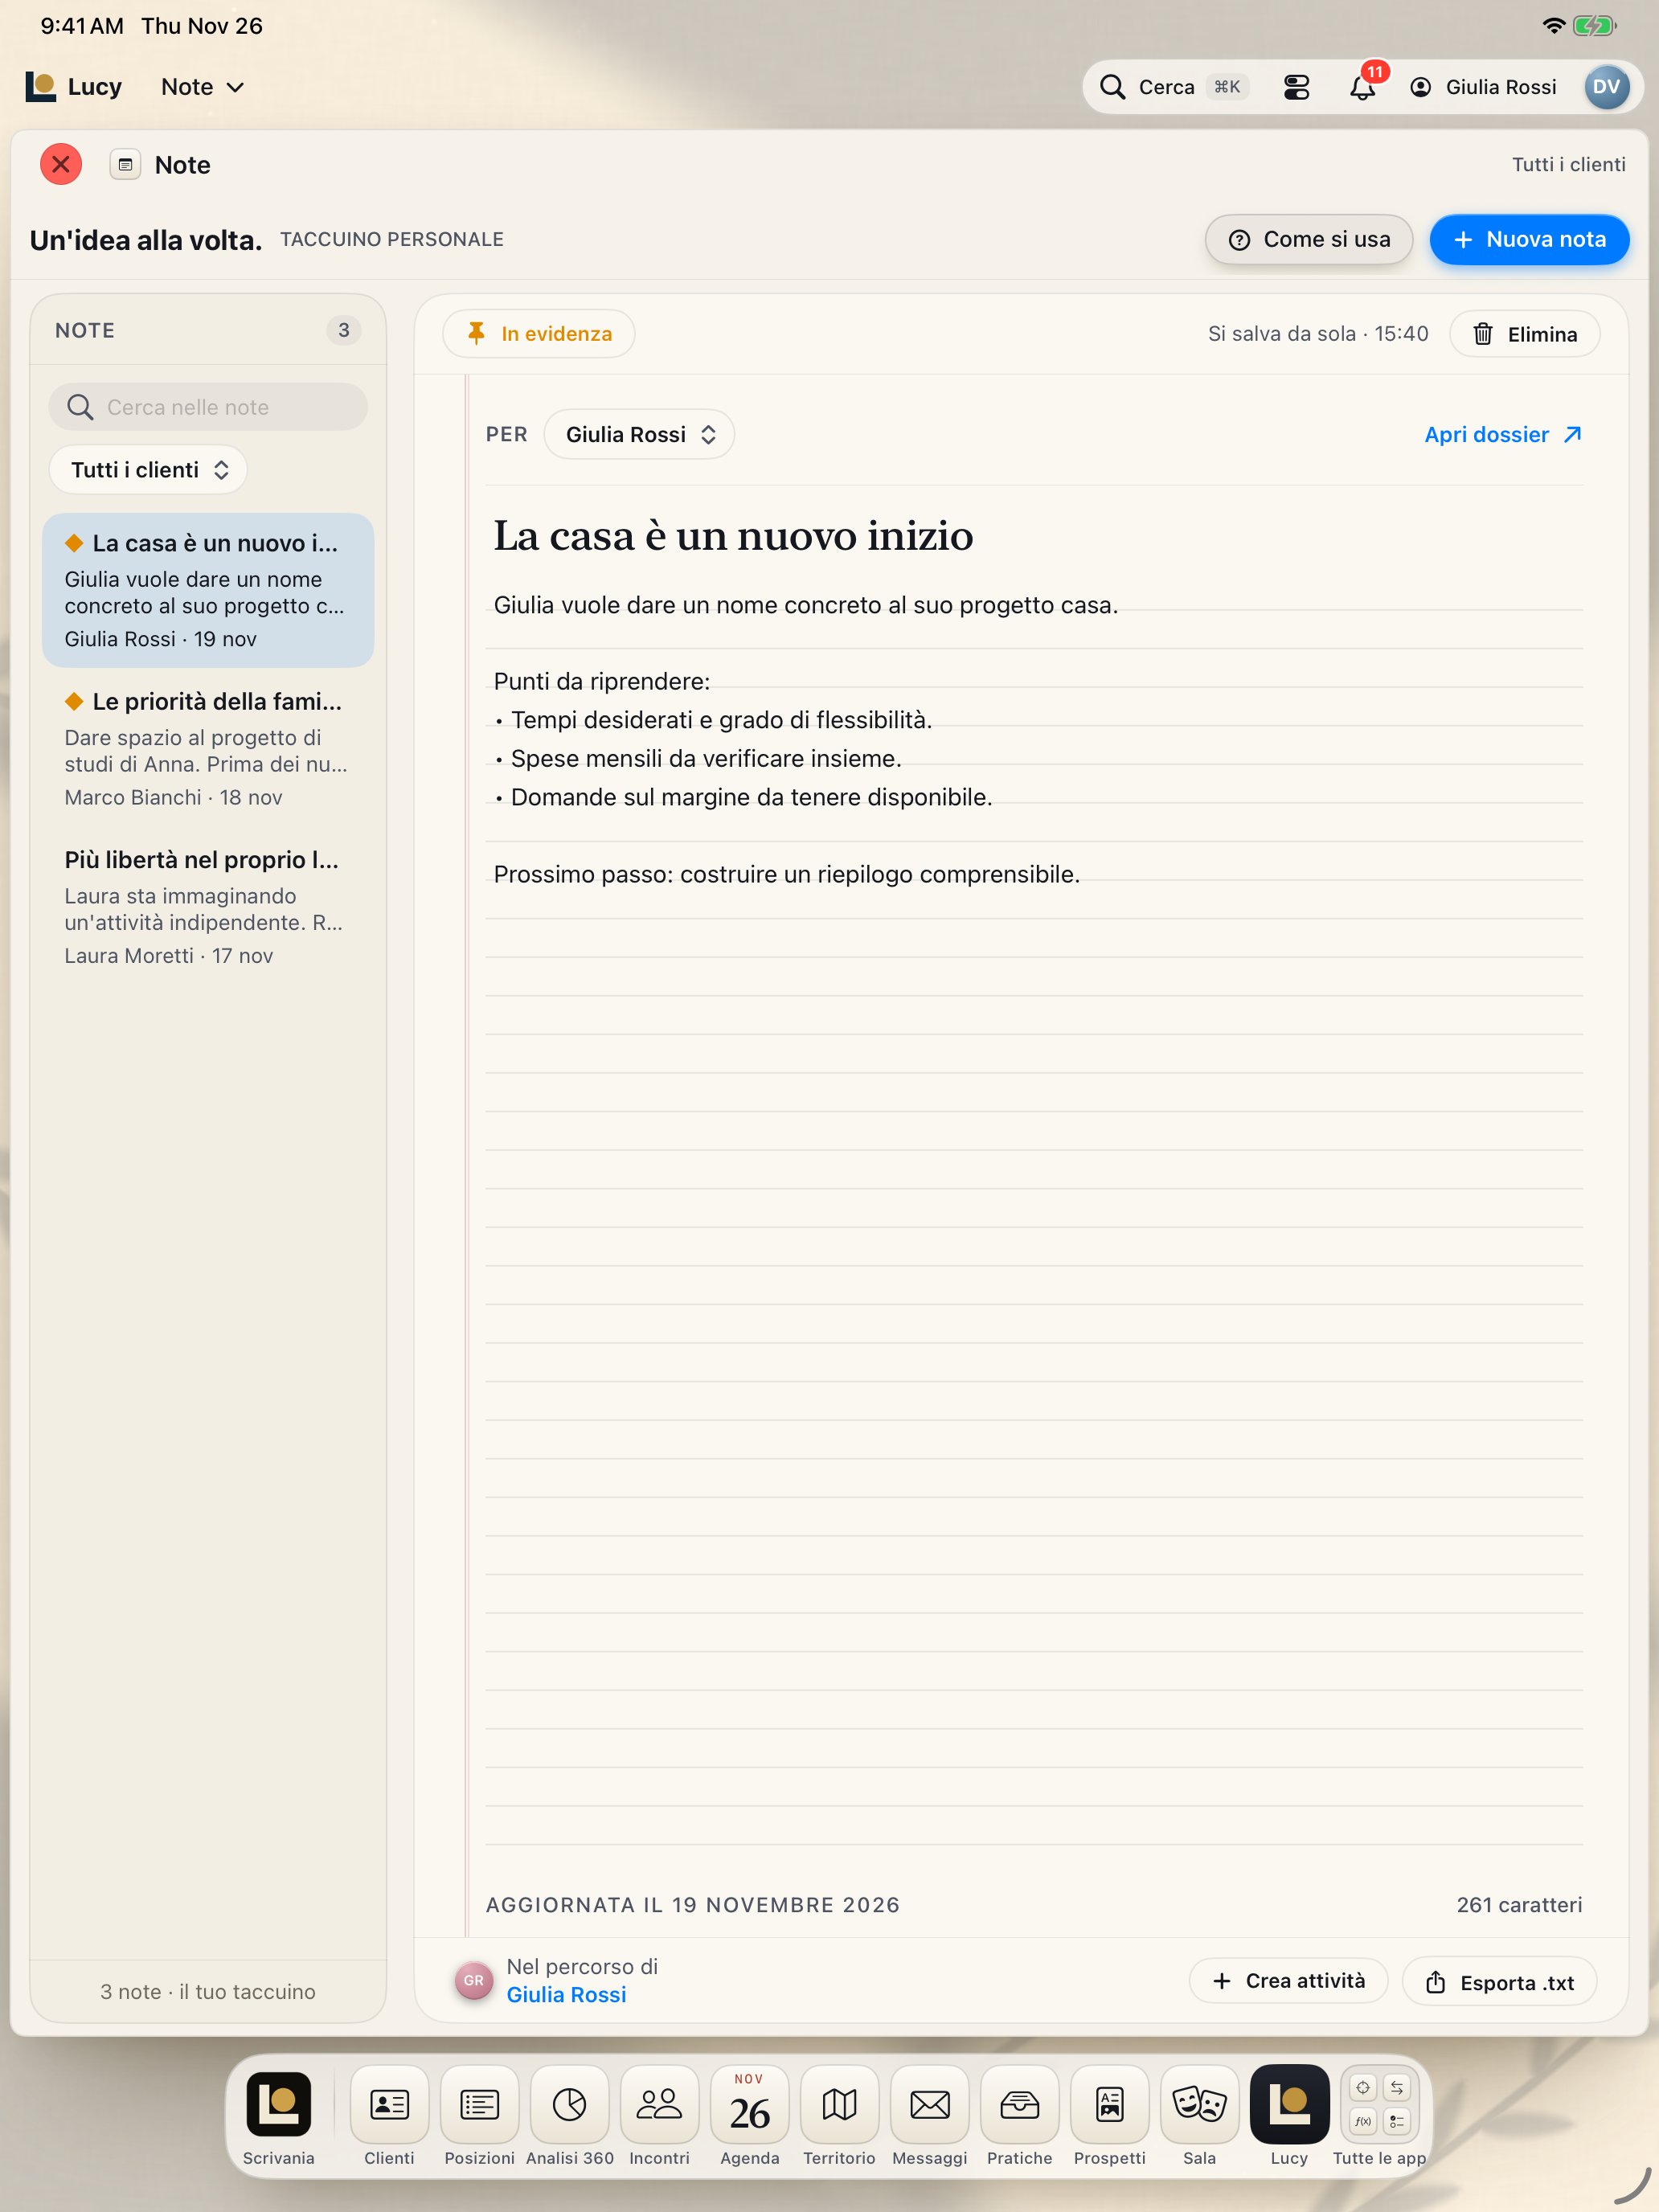 9:41 AM Thu Nov 26
Lucy Note
Cerca ⌘K 11 Giulia Rossi DV
Note Tutti i clienti
Un'idea alla volta. TACCUINO PERSONALE Come si usa + Nuova nota
NOTE 3
Cerca nelle note
Tutti i clienti
La casa è un nuovo i...
Giulia vuole dare un nome
concreto al suo progetto c...
Giulia Rossi · 19 nov
Le priorità della fami...
Dare spazio al progetto di
studi di Anna. Prima dei nu...
Marco Bianchi · 18 nov
Più libertà nel proprio l...
Laura sta immaginando
un'attività indipendente. R...
Laura Moretti · 17 nov
3 note · il tuo taccuino
In evidenza Si salva da sola · 15:40 Elimina
PER Giulia Rossi Apri dossier
La casa è un nuovo inizio
Giulia vuole dare un nome concreto al suo progetto casa.
Punti da riprendere:
• Tempi desiderati e grado di flessibilità.
• Spese mensili da verificare insieme.
• Domande sul margine da tenere disponibile.
Prossimo passo: costruire un riepilogo comprensibile.
AGGIORNATA IL 19 NOVEMBRE 2026 261 caratteri
GR Nel percorso di
Giulia Rossi
+ Crea attività Esporta .txt
NOV
26
f(x)
Scrivania Clienti Posizioni Analisi 360 Incontri Agenda Territorio Messaggi Pratiche Prospetti Sala Lucy Tutte le app